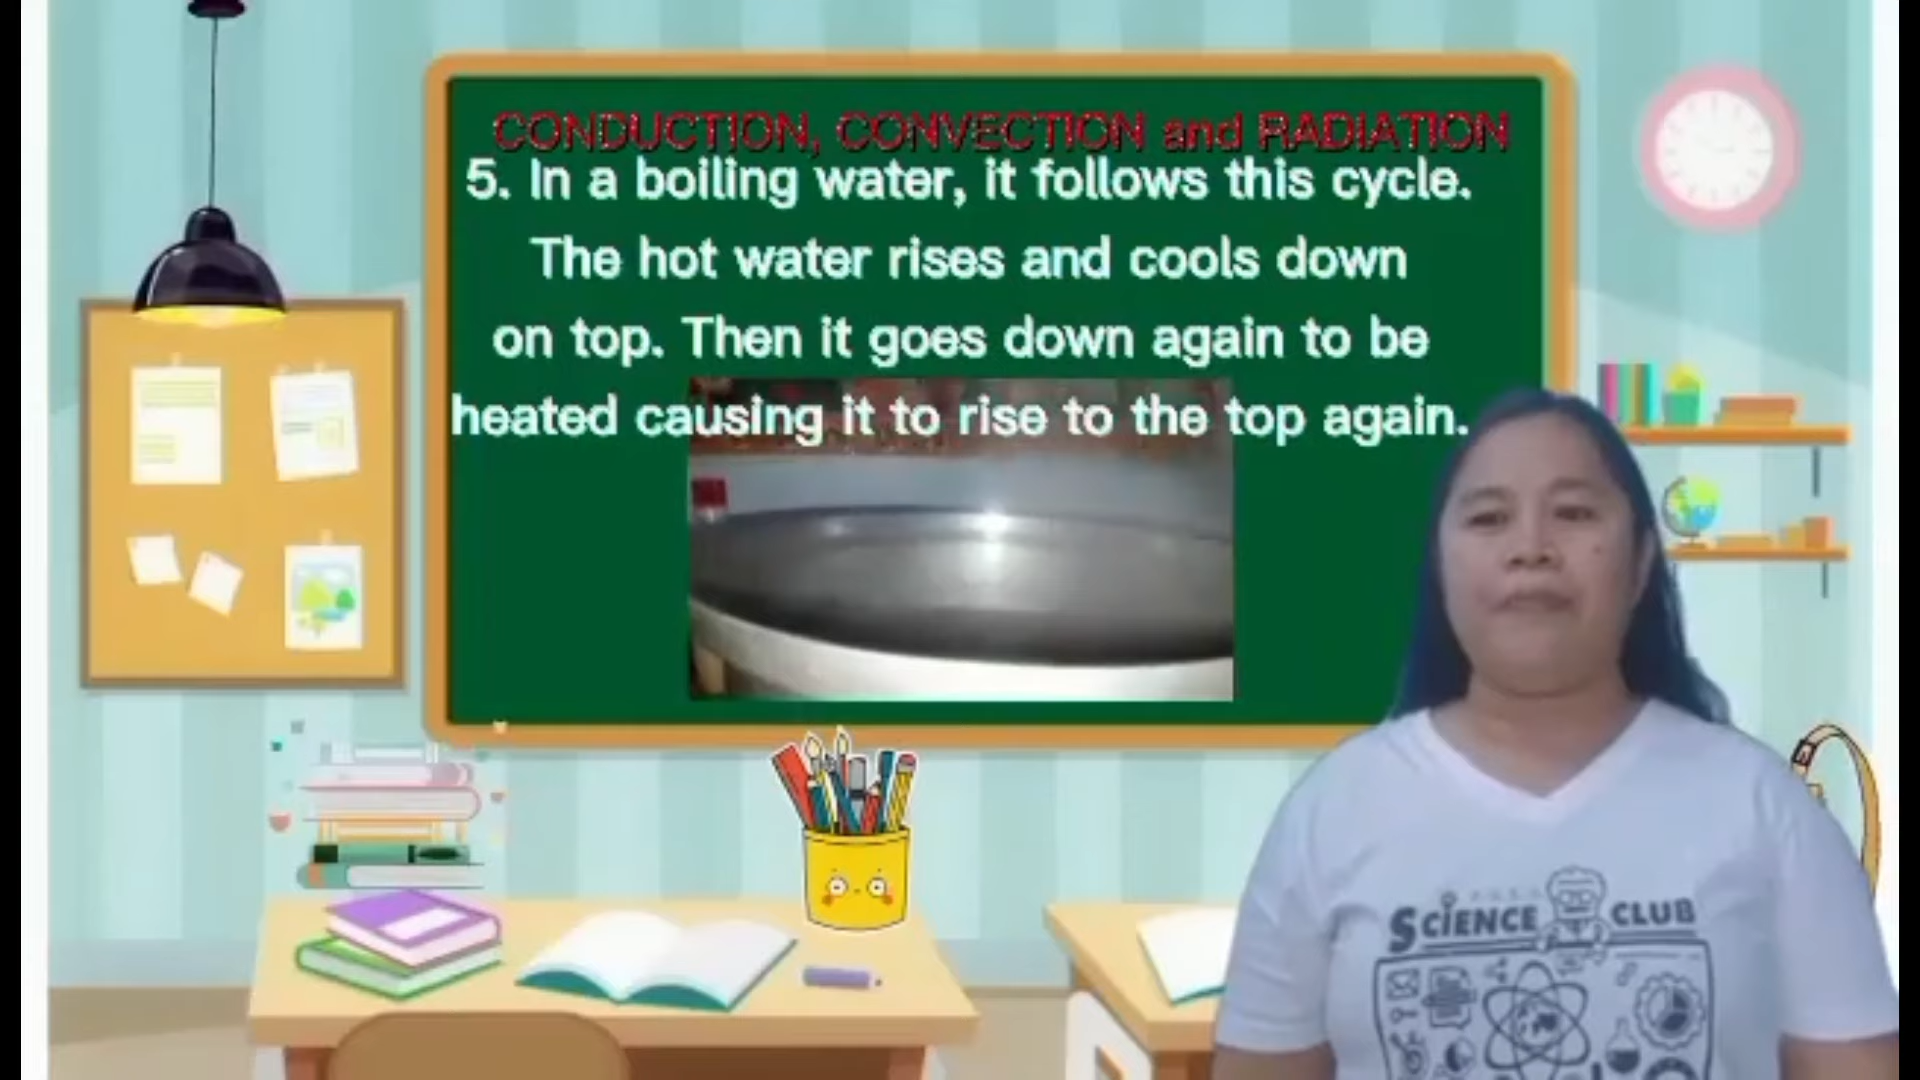 CONDUCTION, CONVECTION and RADIATION
5. In a boiling water, it follows this cycle.
The hot water rises and cools down
on top. Then it goes down again to be
heated causing it to rise to the top again.
SCIENCE CLUB